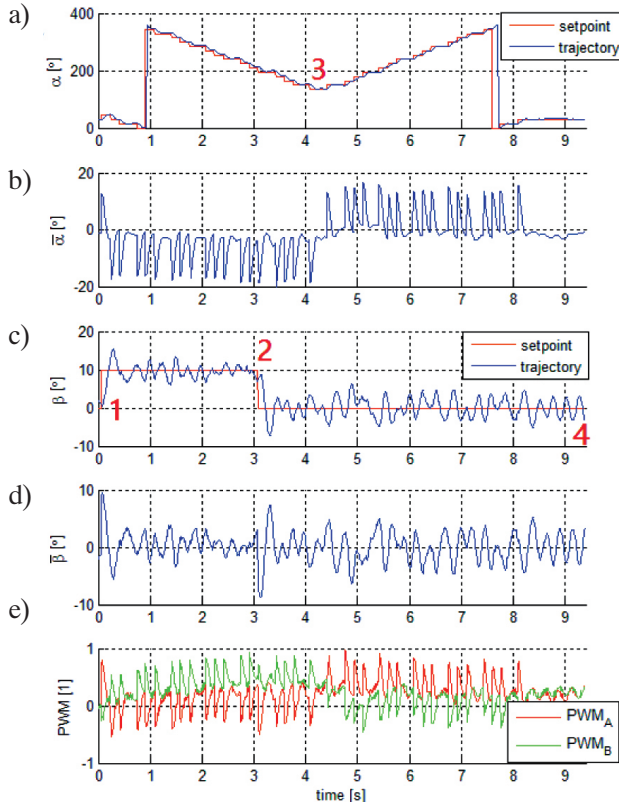 a)
400
200
0
α [º]
3
setpoint
trajectory
0 1 2 3 4 5 6 7 8 9
b)
20
0
-20
α̅ [º]
0 1 2 3 4 5 6 7 8 9
c)
20
10
0
-10
β [º]
1
2
4
setpoint
trajectory
0 1 2 3 4 5 6 7 8 9
d)
10
0
-10
β̅ [º]
0 1 2 3 4 5 6 7 8 9
e)
1
0
-1
PWM [1]
PWM_A
PWM_B
0 1 2 3 4 5 6 7 8 9
time [s]